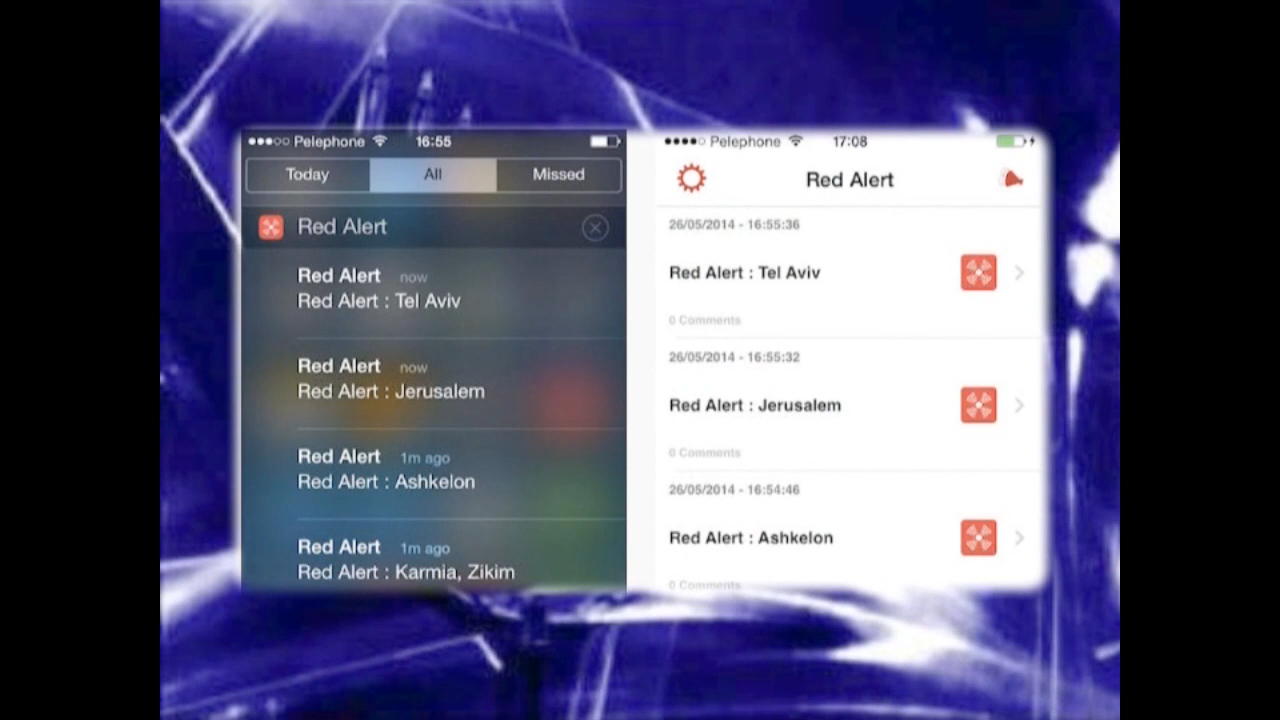 Pelephone 16:55
Today All Missed
Red Alert
Red Alert now
Red Alert : Tel Aviv
Red Alert now
Red Alert : Jerusalem
Red Alert 1m ago
Red Alert : Ashkelon
Red Alert 1m ago
Red Alert : Karmia, Zikim
Pelephone 17:08
Red Alert
26/05/2014 - 16:55:36
Red Alert : Tel Aviv
0 Comments
26/05/2014 - 16:55:32
Red Alert : Jerusalem
0 Comments
26/05/2014 - 16:54:46
Red Alert : Ashkelon
0 Comments